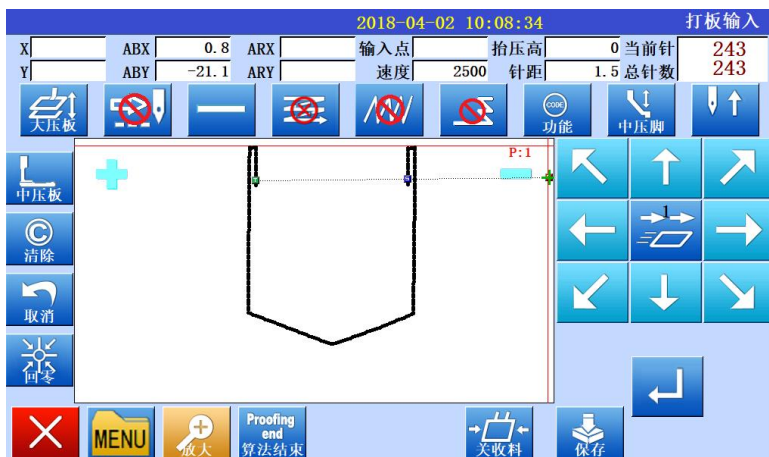 2018-04-02 10:08:34 打板输入
X ABX 0.8 ARX 输入点 抬压高 0 当前针 243
Y ABY -21.1 ARY 速度 2500 针距 1.5 总针数 243
大压板 CODE 功能 中压脚
P:1
中压板
1
清除
取消
回零
MENU 放大 Proofing end 算法结束 关收料 保存